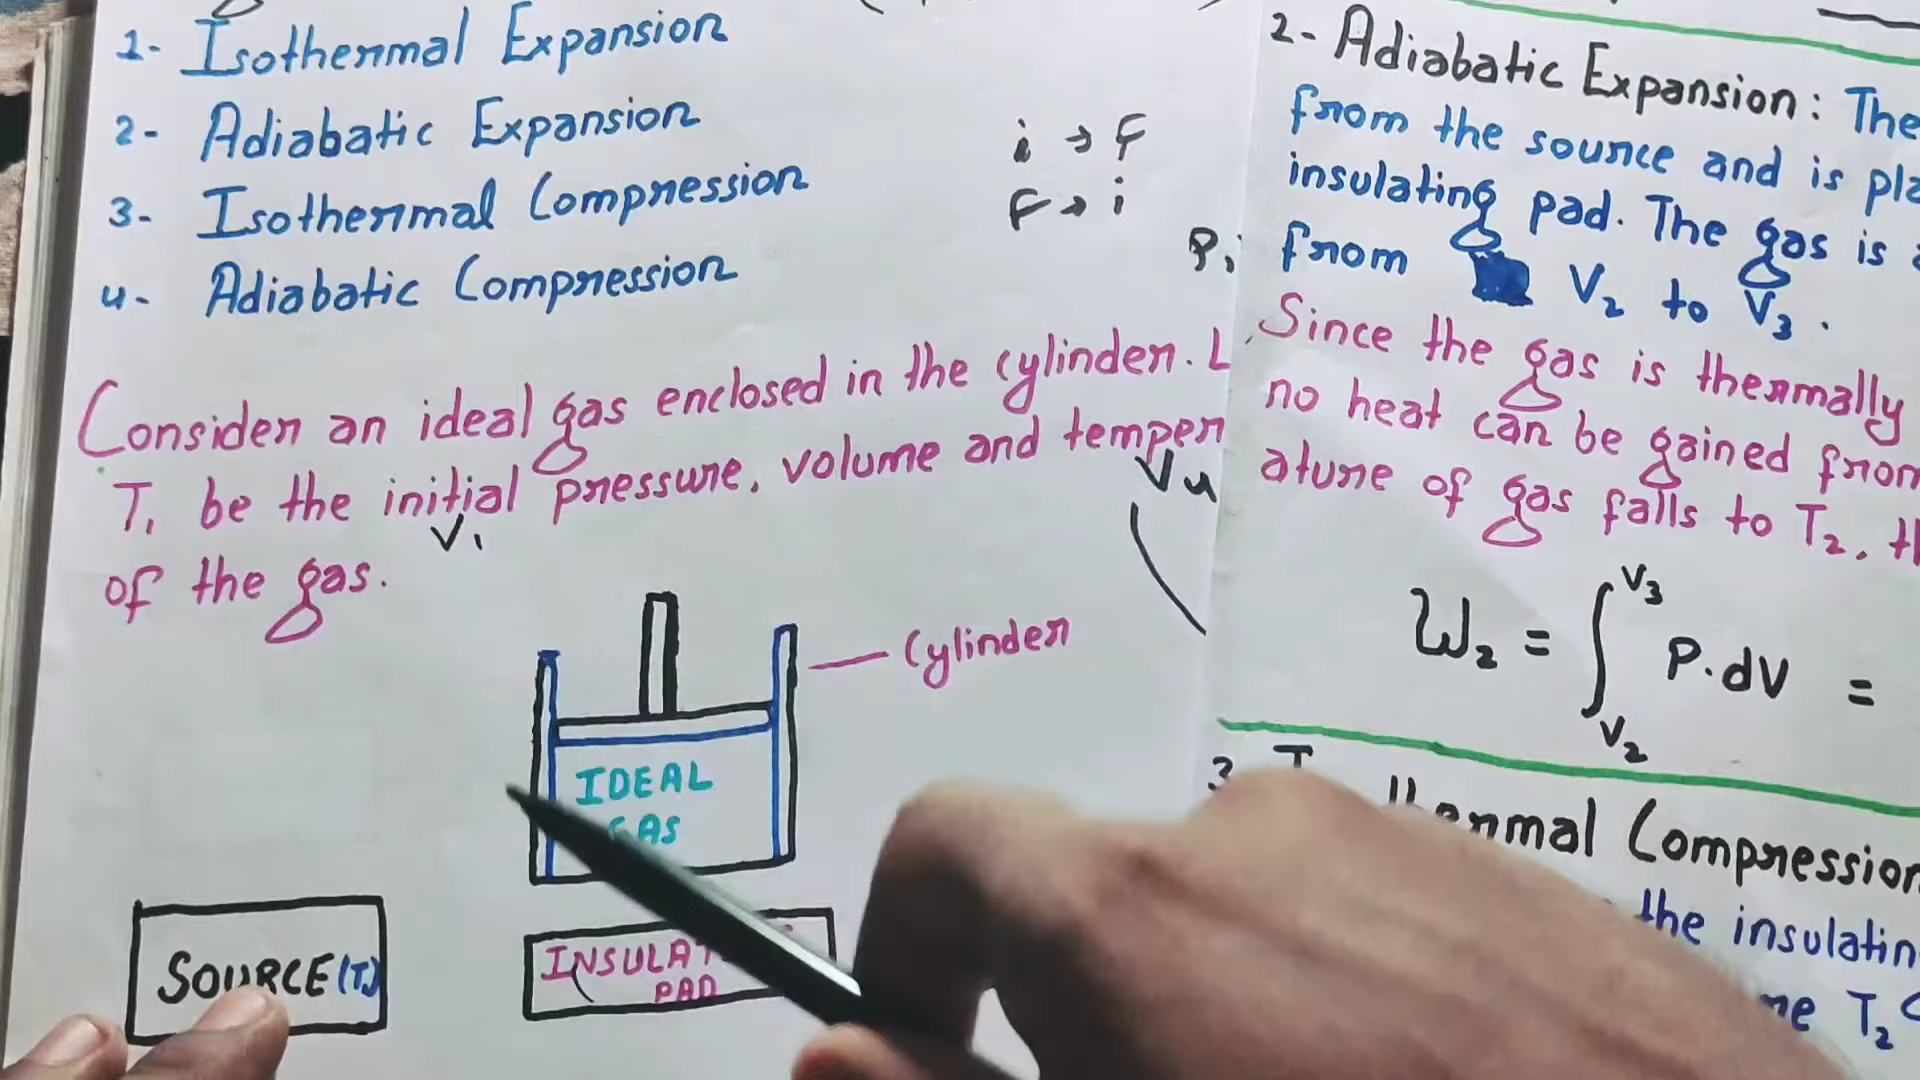 1- Isothermal Expansion
2- Adiabatic Expansion
3- Isothermal Compression
4- Adiabatic Compression
i → F
F → i
P,
Consider an ideal gas enclosed in the cylinder. L
T, be the initial pressure, volume and temper
V,
V4
of the gas.
Cylinder
IDEAL
GAS
SOURCE (T)
PAD
2- Adiabatic Expansion: The
from the source and is pla
insulating pad. The gas is
from V2 to V3.
Since the gas is thermally
no heat can be gained from
ature of gas falls to T2, th
W2 = ∫ V3 V2 P.dV =
3-
Compression
the insulatin
T2